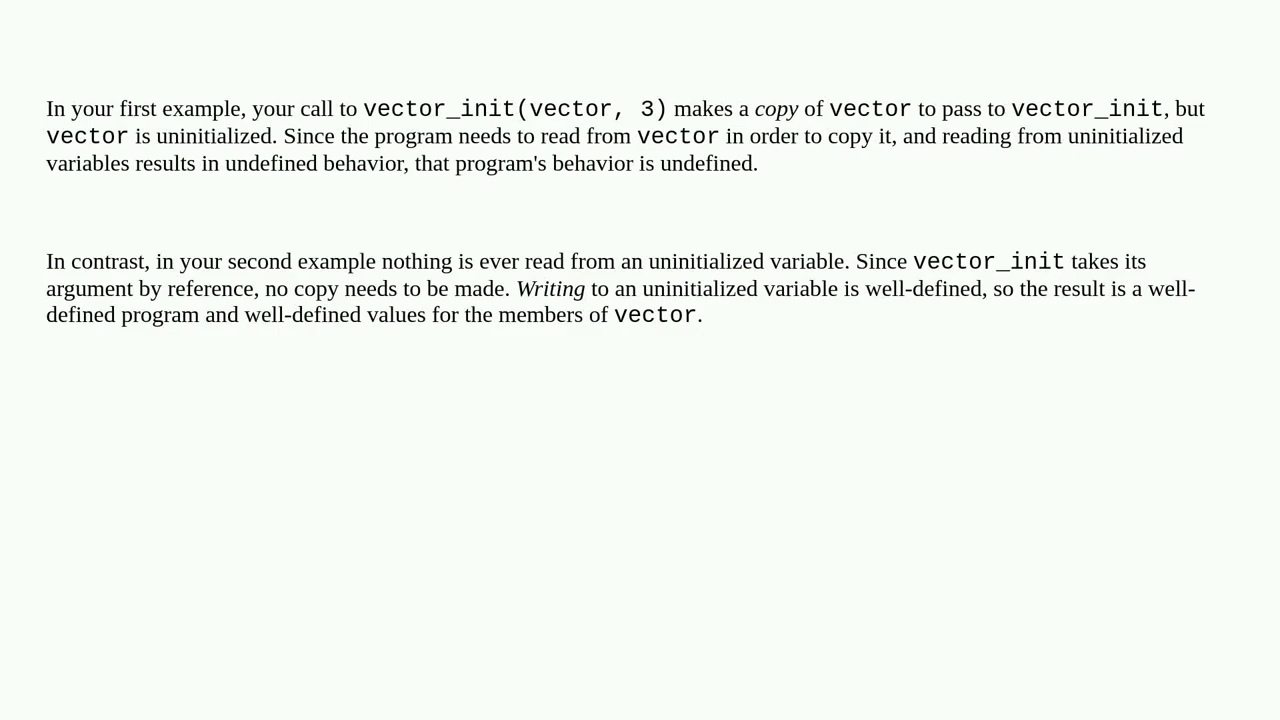 In your first example, your call to vector_init(vector, 3) makes a copy of vector to pass to vector_init, but
vector is uninitialized. Since the program needs to read from vector in order to copy it, and reading from uninitialized
variables results in undefined behavior, that program's behavior is undefined.
In contrast, in your second example nothing is ever read from an uninitialized variable. Since vector_init takes its
argument by reference, no copy needs to be made. Writing to an uninitialized variable is well-defined, so the result is a well-
defined program and well-defined values for the members of vector.